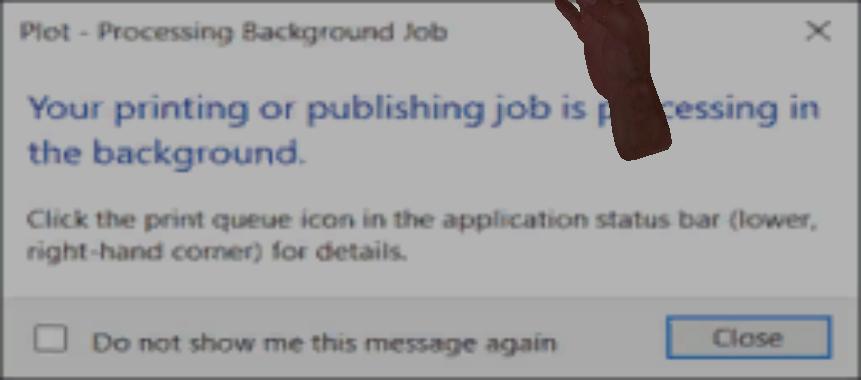 Plot - Processing Background Job
Your printing or publishing job is processing in
the background.
Click the print queue icon in the application status bar (lower,
right-hand corner) for details.
Do not show me this message again
Close